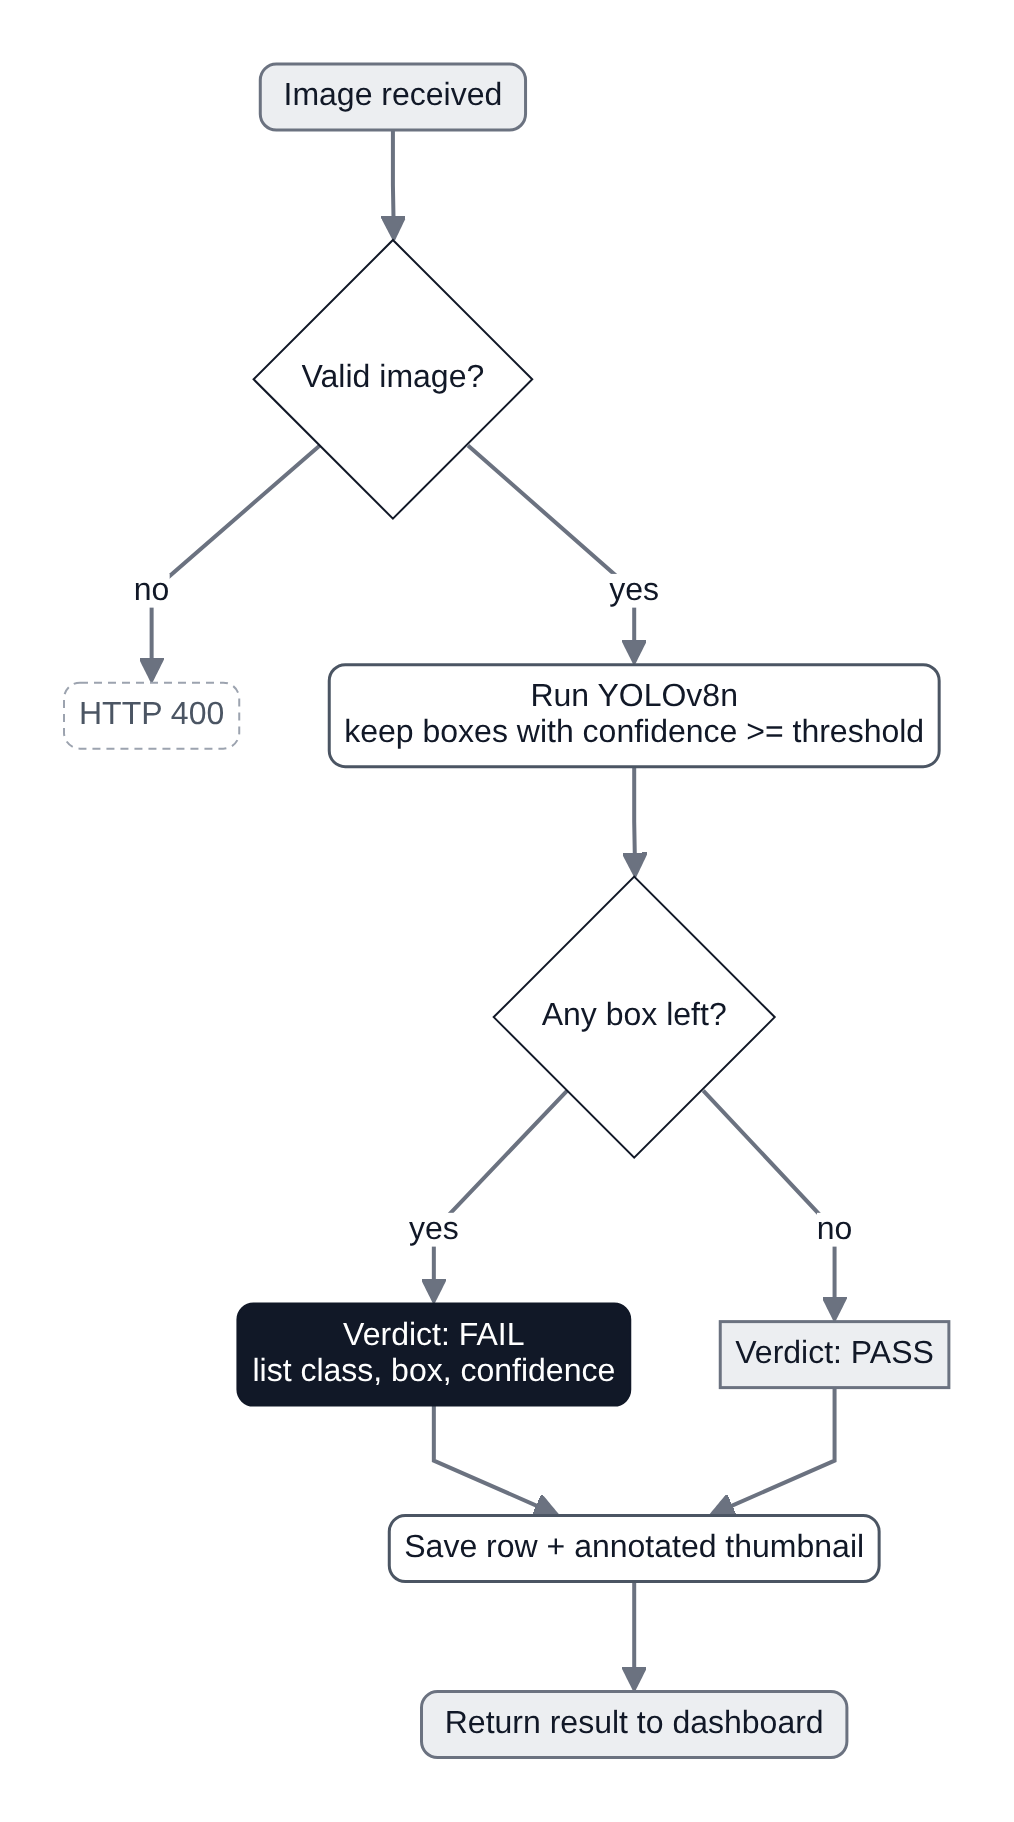 Image received
Valid image?
no
yes
HTTP 400
Run YOLOv8n
keep boxes with confidence >= threshold
Any box left?
yes
no
Verdict: FAIL
list class, box, confidence
Verdict: PASS
Save row + annotated thumbnail
Return result to dashboard